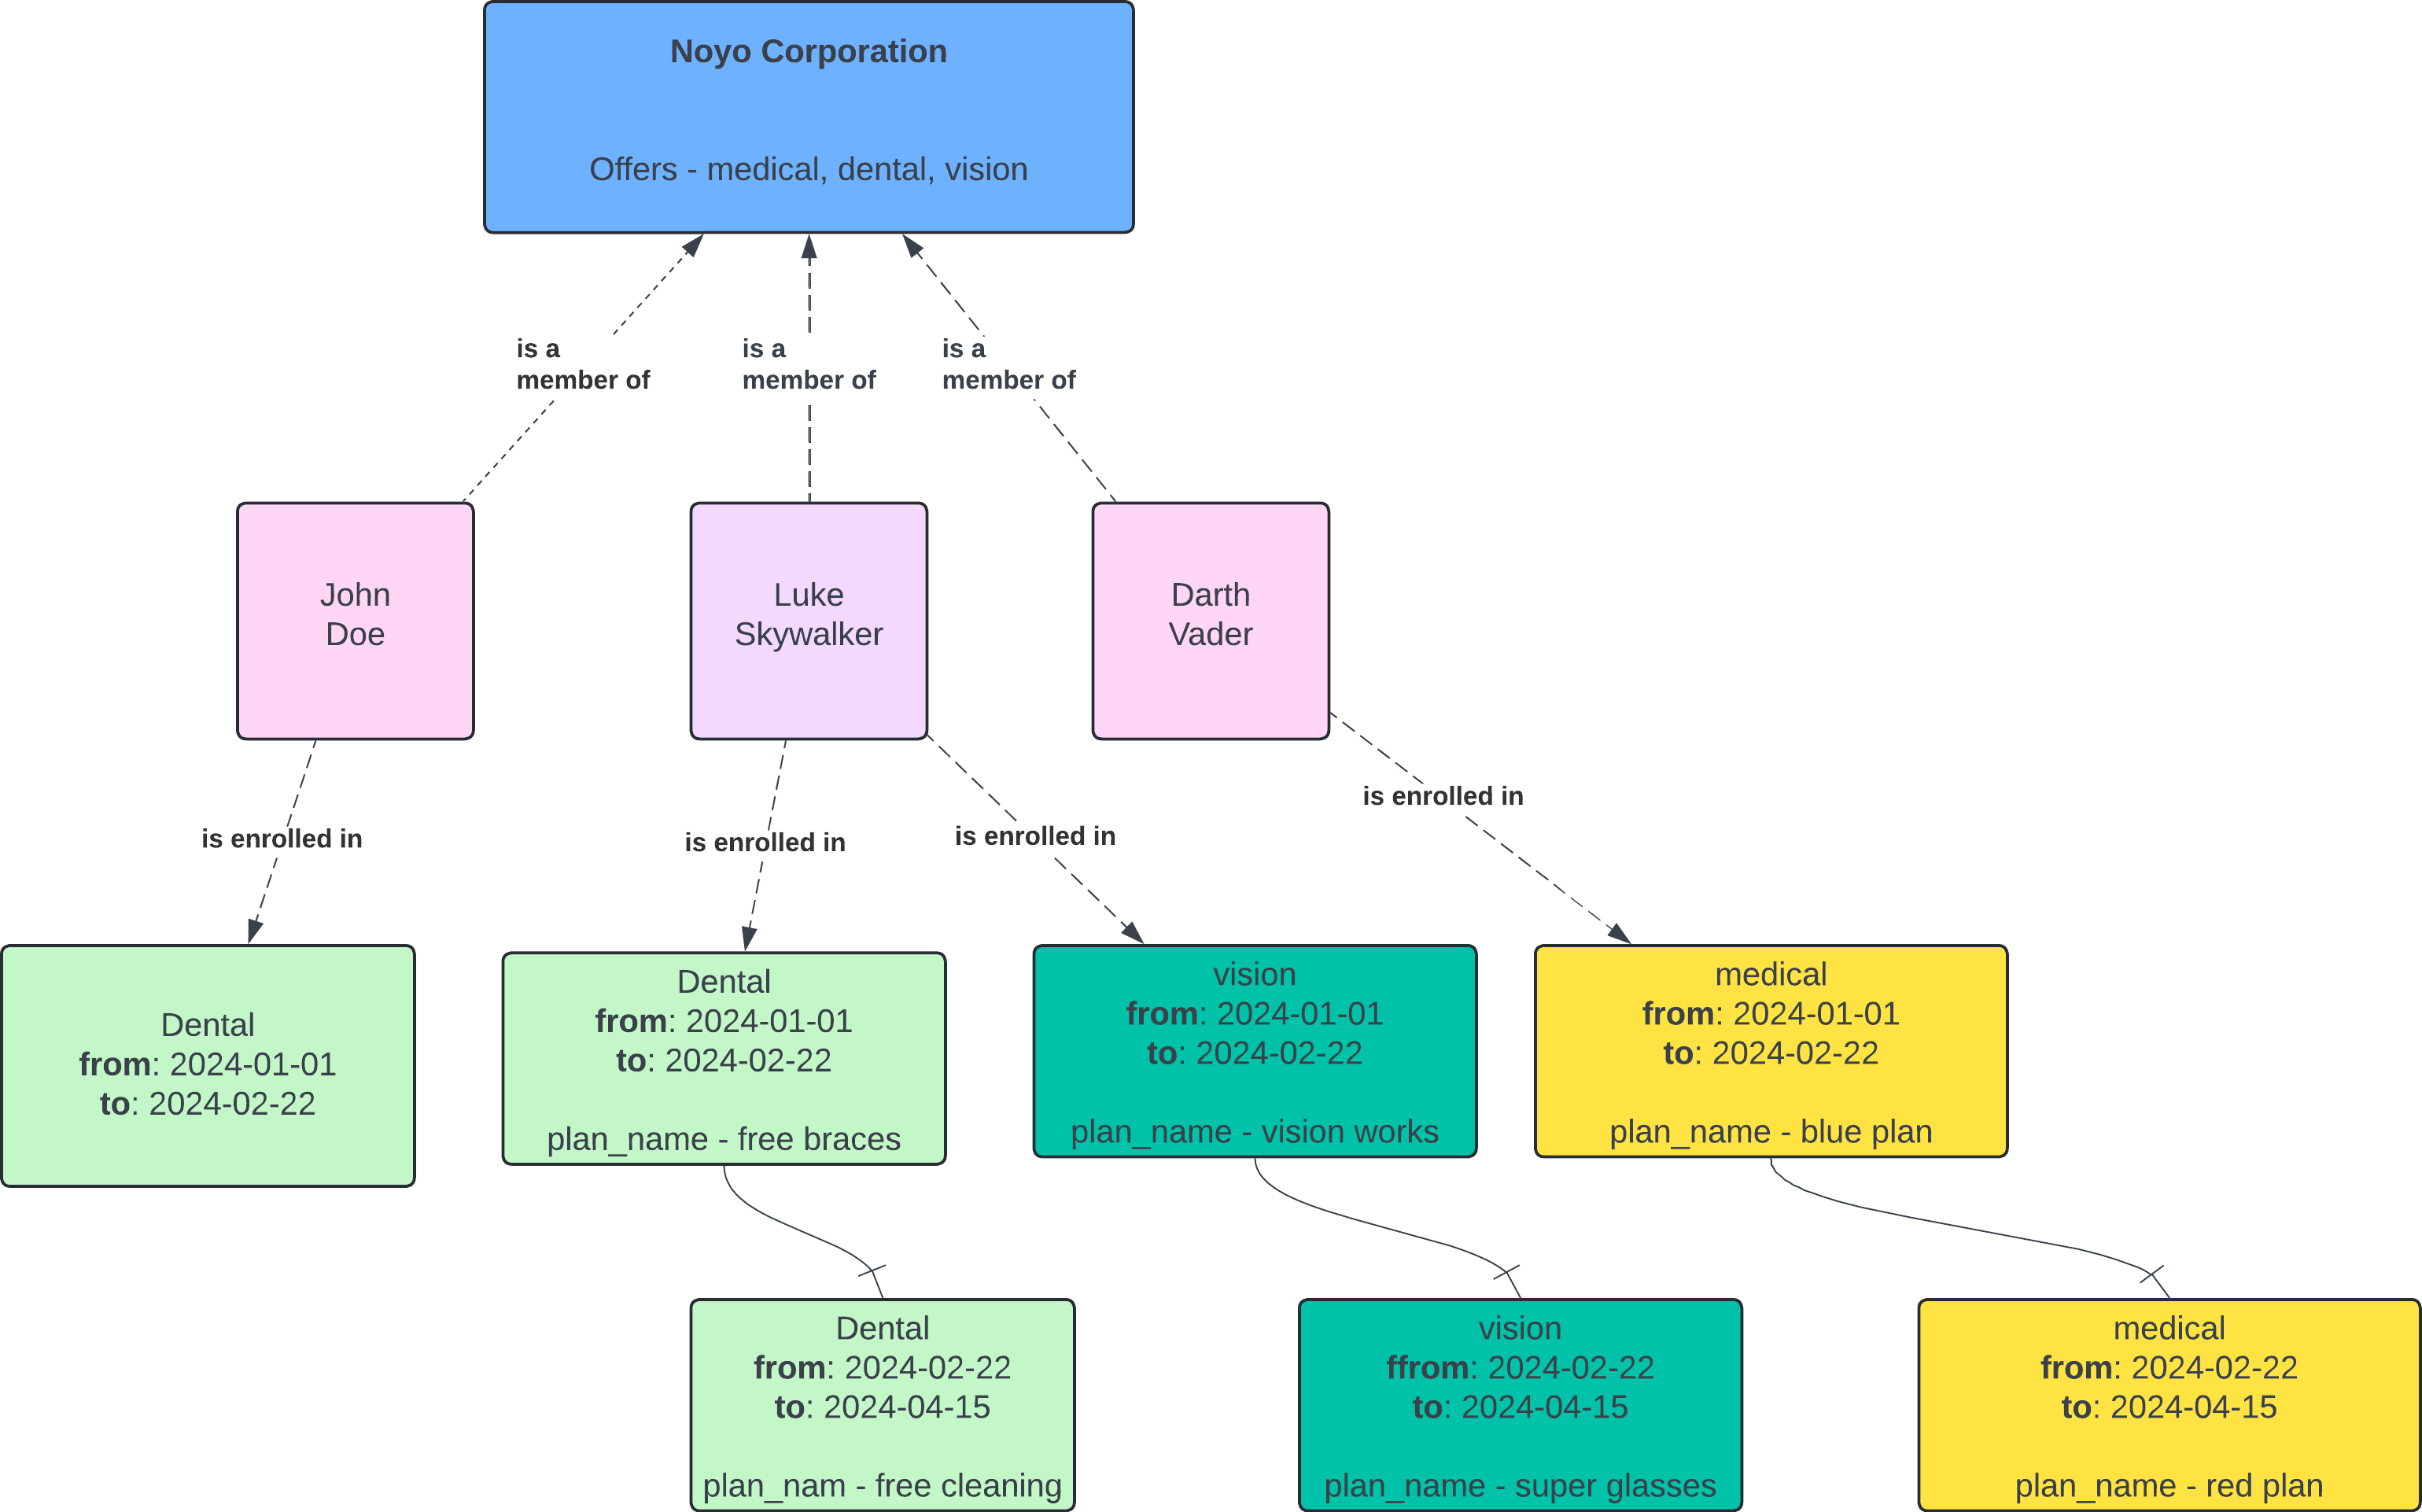 Noyo Corporation
Offers - medical, dental, vision
is a
member of
is a
member of
is a
member of
John
Doe
Luke
Skywalker
Darth
Vader
is enrolled in
is enrolled in
is enrolled in
is enrolled in
Dental
from: 2024-01-01
to: 2024-02-22
Dental
from: 2024-01-01
to: 2024-02-22
plan_name - free braces
vision
from: 2024-01-01
to: 2024-02-22
plan_name - vision works
medical
from: 2024-01-01
to: 2024-02-22
plan_name - blue plan
Dental
from: 2024-02-22
to: 2024-04-15
plan_nam - free cleaning
vision
ffrom: 2024-02-22
to: 2024-04-15
plan_name - super glasses
medical
from: 2024-02-22
to: 2024-04-15
plan_name - red plan